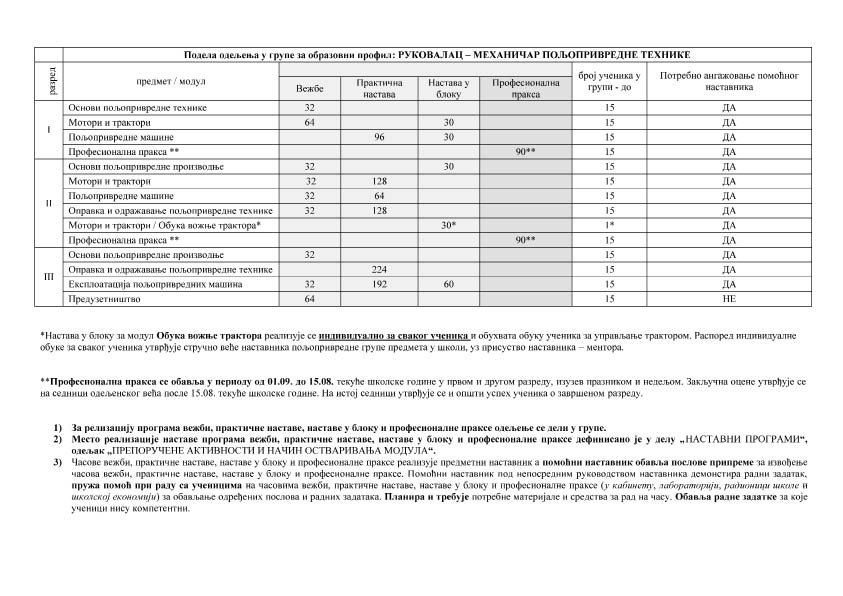 Подела одељења у групе за образовни профил: РУКОВАЛАЦ – МЕХАНИЧАР ПОЉОПРИВРЕДНЕ ТЕХНИКЕ
разред предмет / модул Вежбе Практична настава Настава у блоку Професионална пракса број ученика у групи - до Потребно ангажовање помоћног наставника
I
Основи пољопривредне технике 32 15 ДА
Мотори и трактори 64 30 15 ДА
Пољопривредне машине 96 30 15 ДА
Професионална пракса ** 90** 15 ДА
II
Основи пољопривредне производње 32 30 15 ДА
Мотори и трактори 32 128 15 ДА
Пољопривредне машине 32 64 15 ДА
Оправка и одражавање пољопривредне технике 32 128 15 ДА
Мотори и трактори / Обука вожње трактора* 30* 1* ДА
Професионална пракса ** 90** 15 ДА
III
Основи пољопривредне производње 32 15 ДА
Оправка и одражавање пољопривредне технике 224 15 ДА
Експлоатација пољопривредних машина 32 192 60 15 ДА
Предузетништво 64 15 НЕ
*Настава у блоку за модул Обука вожње трактора реализује се индивидуално за сваког ученика и обухвата обуку ученика за управљање трактором. Распоред индивидуалне
обуке за сваког ученика утврђује стручно веће наставника пољопривредне групе предмета у школи, уз присуство наставника – ментора.
**Професионална пракса се обавља у периоду од 01.09. до 15.08. текуће школске године у првом и другом разреду, изузев празником и недељом. Закључна оцене утврђује се
на седници одељенског већа после 15.08. текуће школске године. На истој седници утврђује се и општи успех ученика о завршеном разреду.
1) За релизацију програма вежби, практичне наставе, наставе у блоку и професионалне праксе одељење се дели у групе.
2) Место реализације наставе програма вежби, практичне наставе, наставе у блоку и професионалне праксе дефинисано је у делу „НАСТАВНИ ПРОГРАМИ“,
одељак „ПРЕПОРУЧЕНЕ АКТИВНОСТИ И НАЧИН ОСТВАРИВАЊА МОДУЛА“.
3) Часове вежби, практичне наставе, наставе у блоку и професионалне праксе реализује предметни наставник а помоћни наставник обавља послове припреме за извођење
часова вежби, практичне наставе, наставе у блоку и професионалне праксе. Помоћни наставник под непосредним руководством наставника демонстира радни задатак,
пружа помоћ при раду са ученицима на часовима вежби, практичне наставе, наставе у блоку и професионалне праксе (у кабинету, лабораторији, радионици школе и
школској економији) за обављање одређених послова и радних задатака. Планира и требује потребне материјале и средства за рад на часу. Обавља радне задатке за које
ученици нису компетентни.